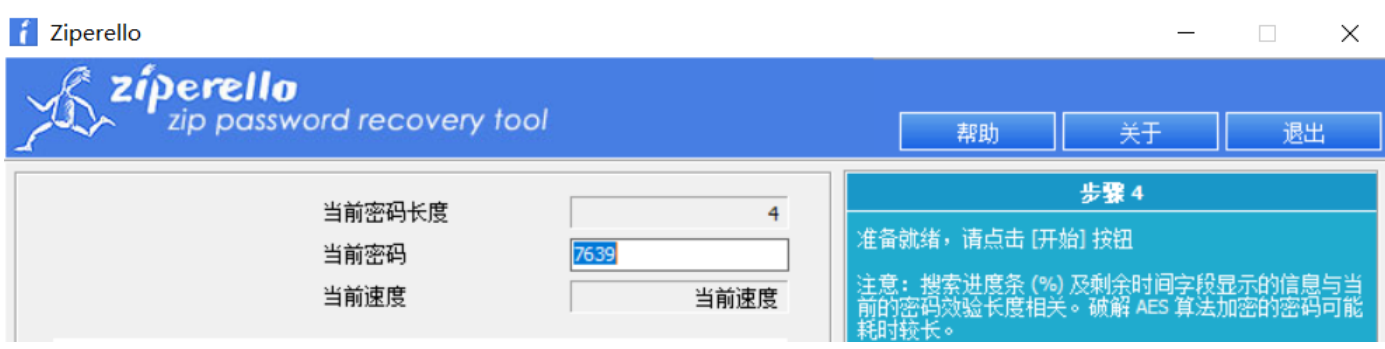 Ziperello
ziperello
zip password recovery tool
帮助 关于 退出
当前密码长度 4
当前密码 7639
当前速度 当前速度
步骤 4
准备就绪，请点击 [开始] 按钮
注意：搜索进度条 (%) 及剩余时间字段显示的信息与当
前的密码效验长度相关。破解 AES 算法加密的密码可能
耗时较长。